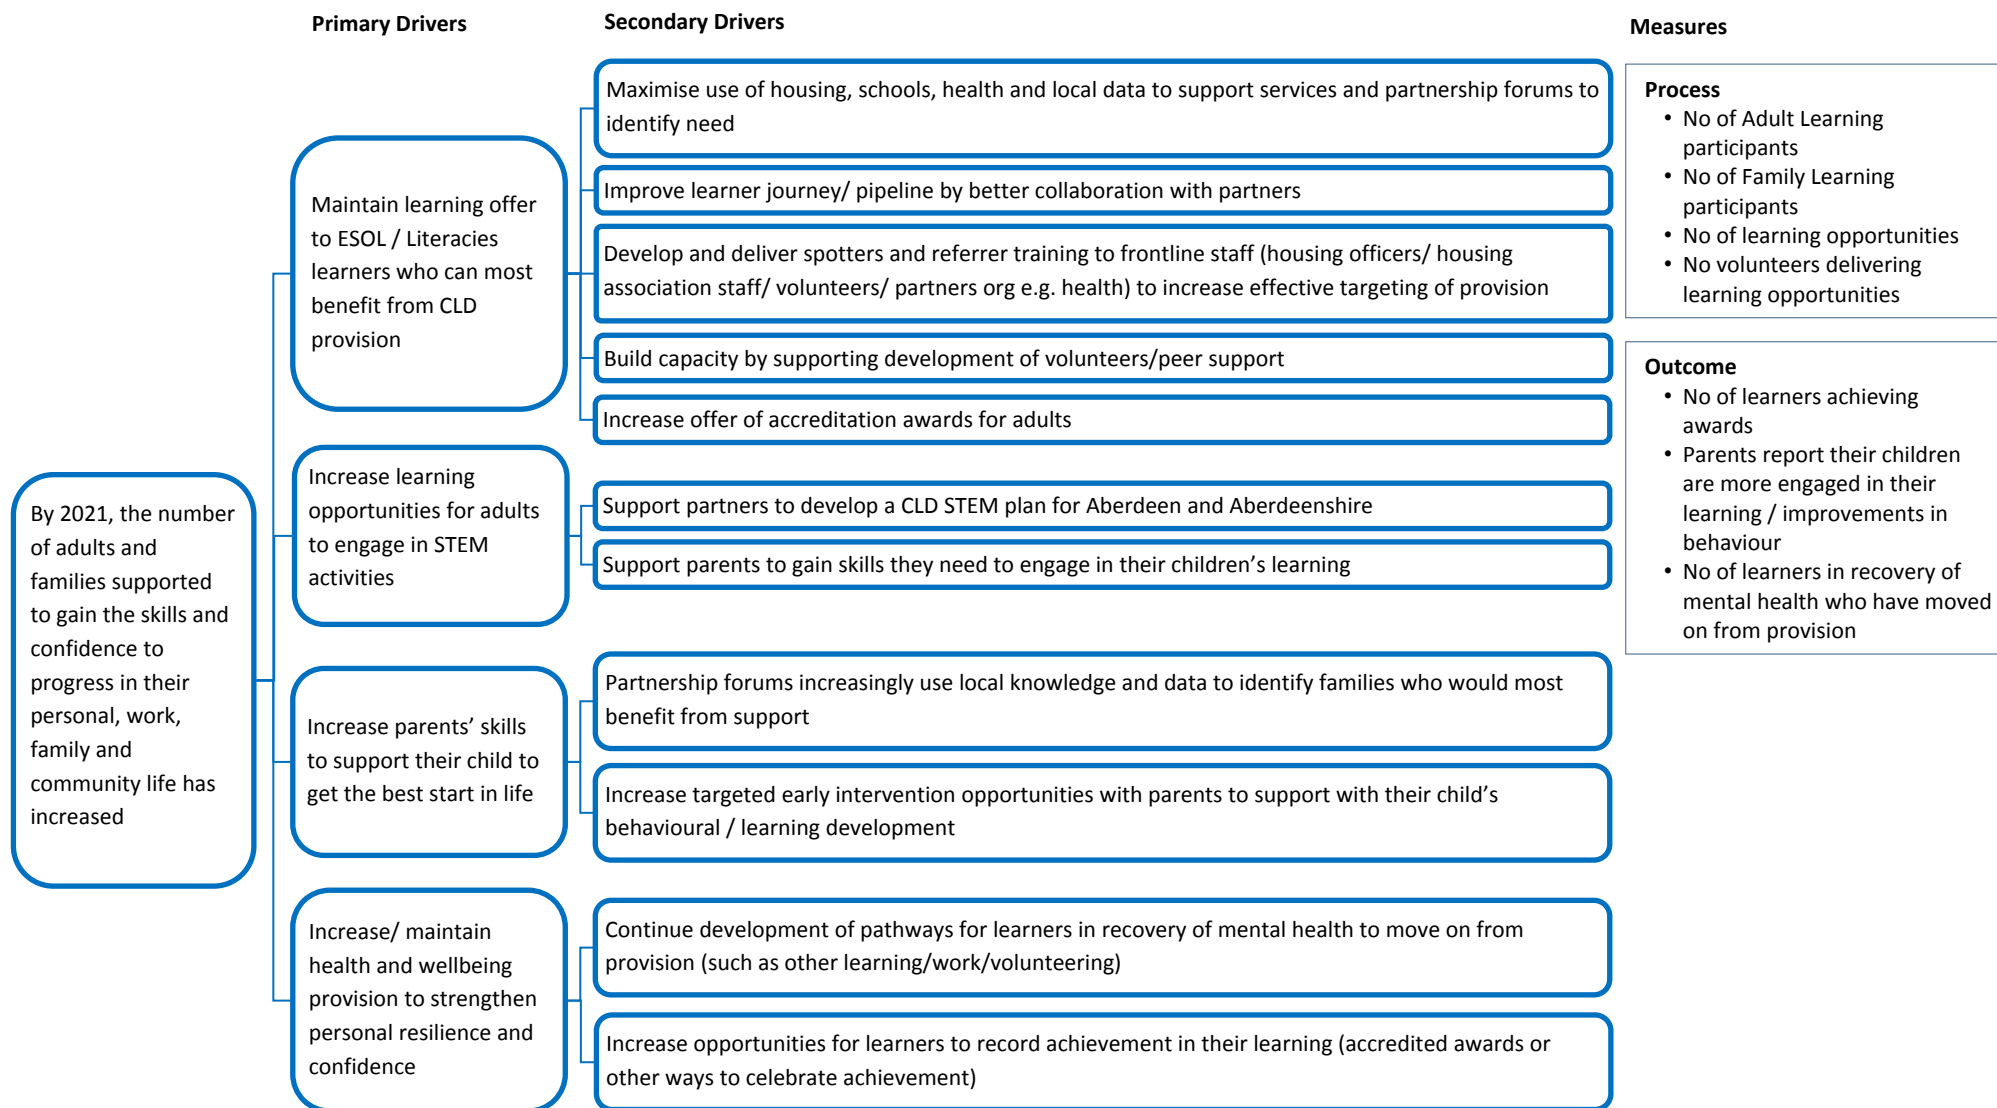 Primary Drivers
Secondary Drivers
Measures
By 2021, the number
of adults and
families supported
to gain the skills and
confidence to
progress in their
personal, work,
family and
community life has
increased
Maintain learning offer
to ESOL / Literacies
learners who can most
benefit from CLD
provision
Maximise use of housing, schools, health and local data to support services and partnership forums to
identify need
Improve learner journey/ pipeline by better collaboration with partners
Develop and deliver spotters and referrer training to frontline staff (housing officers/ housing
association staff/ volunteers/ partners org e.g. health) to increase effective targeting of provision
Build capacity by supporting development of volunteers/peer support
Increase offer of accreditation awards for adults
Increase learning
opportunities for adults
to engage in STEM
activities
Support partners to develop a CLD STEM plan for Aberdeen and Aberdeenshire
Support parents to gain skills they need to engage in their children’s learning
Increase parents’ skills
to support their child to
get the best start in life
Partnership forums increasingly use local knowledge and data to identify families who would most
benefit from support
Increase targeted early intervention opportunities with parents to support with their child’s
behavioural / learning development
Increase/ maintain
health and wellbeing
provision to strengthen
personal resilience and
confidence
Continue development of pathways for learners in recovery of mental health to move on from
provision (such as other learning/work/volunteering)
Increase opportunities for learners to record achievement in their learning (accredited awards or
other ways to celebrate achievement)
Process
• No of Adult Learning
participants
• No of Family Learning
participants
• No of learning opportunities
• No volunteers delivering
learning opportunities
Outcome
• No of learners achieving
awards
• Parents report their children
are more engaged in their
learning / improvements in
behaviour
• No of learners in recovery of
mental health who have moved
on from provision